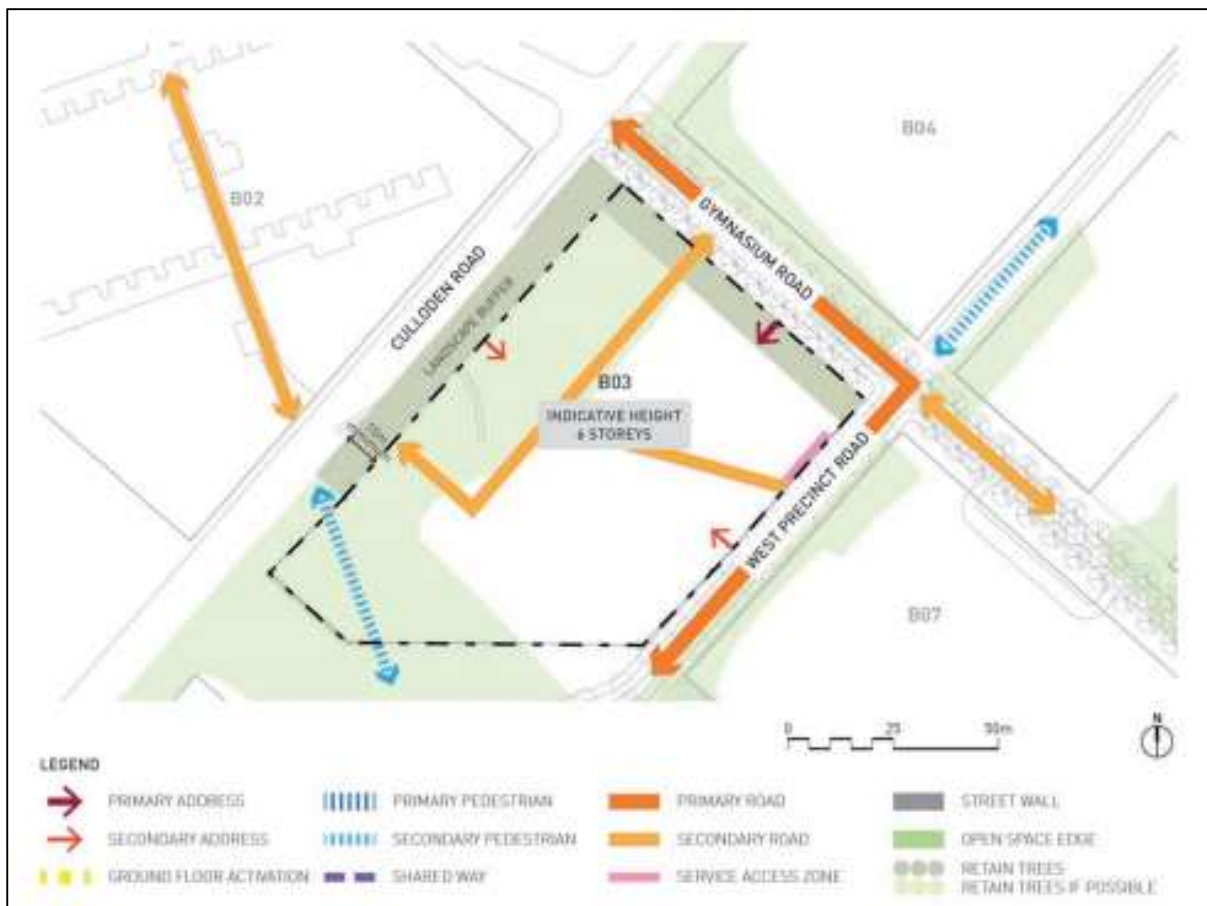 B04
B02
GYMNASIUM ROAD
CULLODEN ROAD
LANDSCAPE BUFFER
B03
INDICATIVE HEIGHT
6 STOREYS
WEST PRECINCT ROAD
B07
0 25 50m
N
LEGEND
PRIMARY ADDRESS
PRIMARY PEDESTRIAN
PRIMARY ROAD
STREET WALL
SECONDARY ADDRESS
SECONDARY PEDESTRIAN
SECONDARY ROAD
OPEN SPACE EDGE
GROUND FLOOR ACTIVATION
SHARED WAY
SERVICE ACCESS ZONE
RETAIN TREES
RETAIN TREES IF POSSIBLE